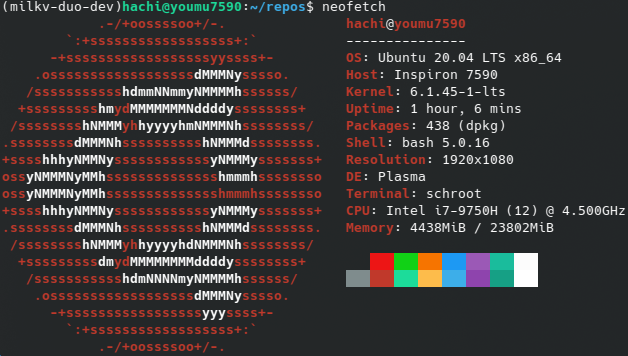 (milkv-duo-dev)hachi@youmu7590:~/repos$ neofetch
.-/+oossssoo+/-.
`:+ssssssssssssssssss+:`
-+ssssssssssssssssssyyssss+-
.ossssssssssssssssssdMMMNysssso.
/ssssssssssshdmmNNmmyNMMMMhssssss/
+ssssssssshmydMMMMMMMNddddyssssssss+
/sssssssshNMMMyhhyyyyhmNMMMNhssssssss/
.ssssssssdMMMNhsssssssssshNMMMdssssssss.
+sssshhhyNMMNyssssssssssssyNMMMysssssss+
ossyNMMMNyMMhsssssssssssssshmmmhssssssso
ossyNMMMNyMMhsssssssssssssshmmmhssssssso
+sssshhhyNMMNyssssssssssssyNMMMysssssss+
.ssssssssdMMMNhsssssssssshNMMMdssssssss.
/sssssssshNMMMyhhyyyyhdNMMMNhssssssss/
+sssssssssdmydMMMMMMMMddddyssssssss+
/ssssssssssshdmNNNNmyNMMMMhssssss/
.ossssssssssssssssssdMMMNysssso.
-+sssssssssssssssssyyyssss+-
`:+ssssssssssssssssss+:`
.-/+oossssoo+/-.
hachi@youmu7590
---------------
OS: Ubuntu 20.04 LTS x86_64
Host: Inspiron 7590
Kernel: 6.1.45-1-lts
Uptime: 1 hour, 6 mins
Packages: 438 (dpkg)
Shell: bash 5.0.16
Resolution: 1920x1080
DE: Plasma
Terminal: schroot
CPU: Intel i7-9750H (12) @ 4.500GHz
Memory: 4438MiB / 23802MiB